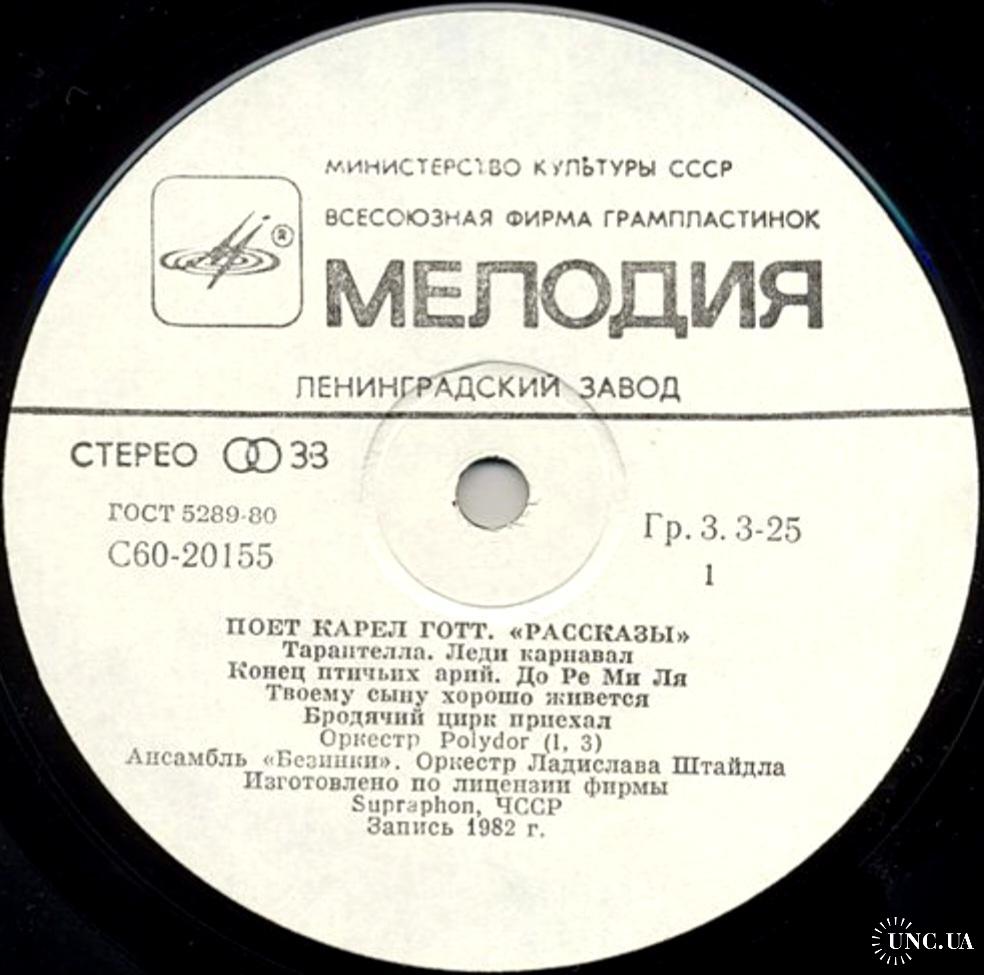 МИНИСТЕРСТВО КУЛЬТУРЫ СССР
ВСЕСОЮЗНАЯ ФИРМА ГРАМПЛАСТИНОК
®
МЕЛОДИЯ
ЛЕНИНГРАДСКИЙ ЗАВОД
СТЕРЕО 33
ГОСТ 5289-80
С60-20155
Гр. 3. 3-25
1
ПОЕТ КАРЕЛ ГОТТ. «РАССКАЗЫ»
Тарантелла. Леди карнавал
Конец птичьих арий. До Ре Ми Ля
Твоему сыну хорошо живется
Бродячий цирк приехал
Оркестр Polydor (1, 3)
Ансамбль «Безинки». Оркестр Ладислава Штайдла
Изготовлено по лицензии фирмы
Supraphon, ЧССР
Запись 1982 г.
UNC.UA